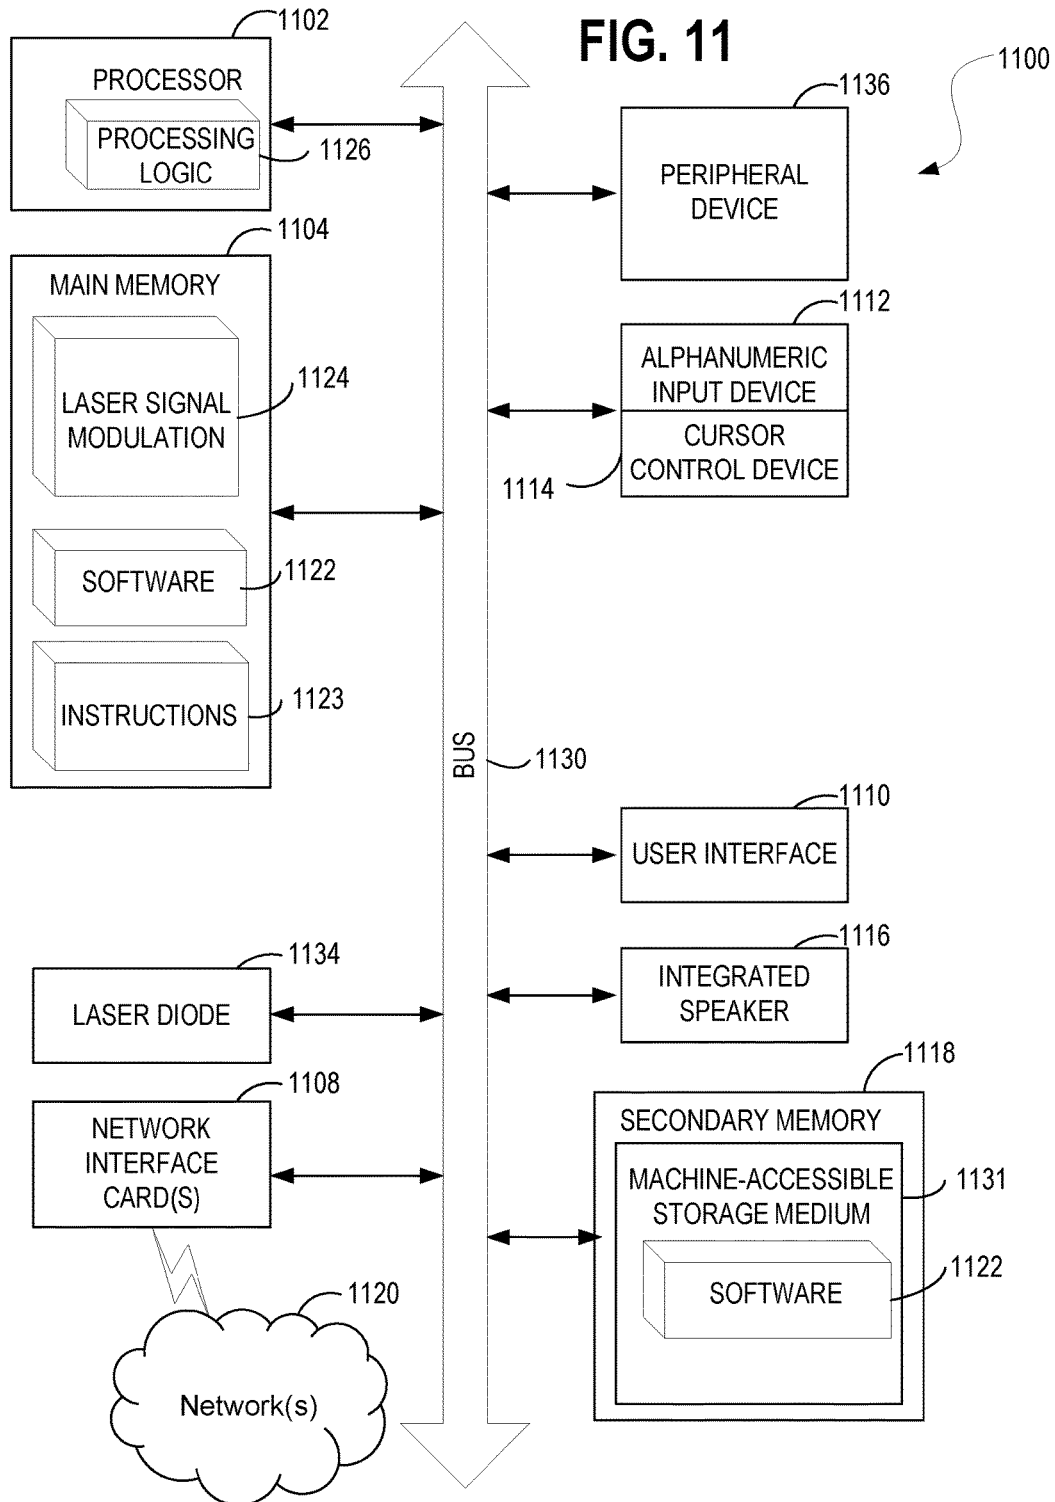 FIG. 11
1100
1102
PROCESSOR
PROCESSING
LOGIC
1126
1104
MAIN MEMORY
LASER SIGNAL
MODULATION
1124
SOFTWARE
1122
INSTRUCTIONS
1123
BUS
1130
1136
PERIPHERAL
DEVICE
1112
ALPHANUMERIC
INPUT DEVICE
CURSOR
CONTROL DEVICE
1114
1110
USER INTERFACE
1116
INTEGRATED
SPEAKER
1134
LASER DIODE
1108
NETWORK
INTERFACE
CARD(S)
1120
Network(s)
1118
SECONDARY MEMORY
MACHINE-ACCESSIBLE
STORAGE MEDIUM
1131
SOFTWARE
1122